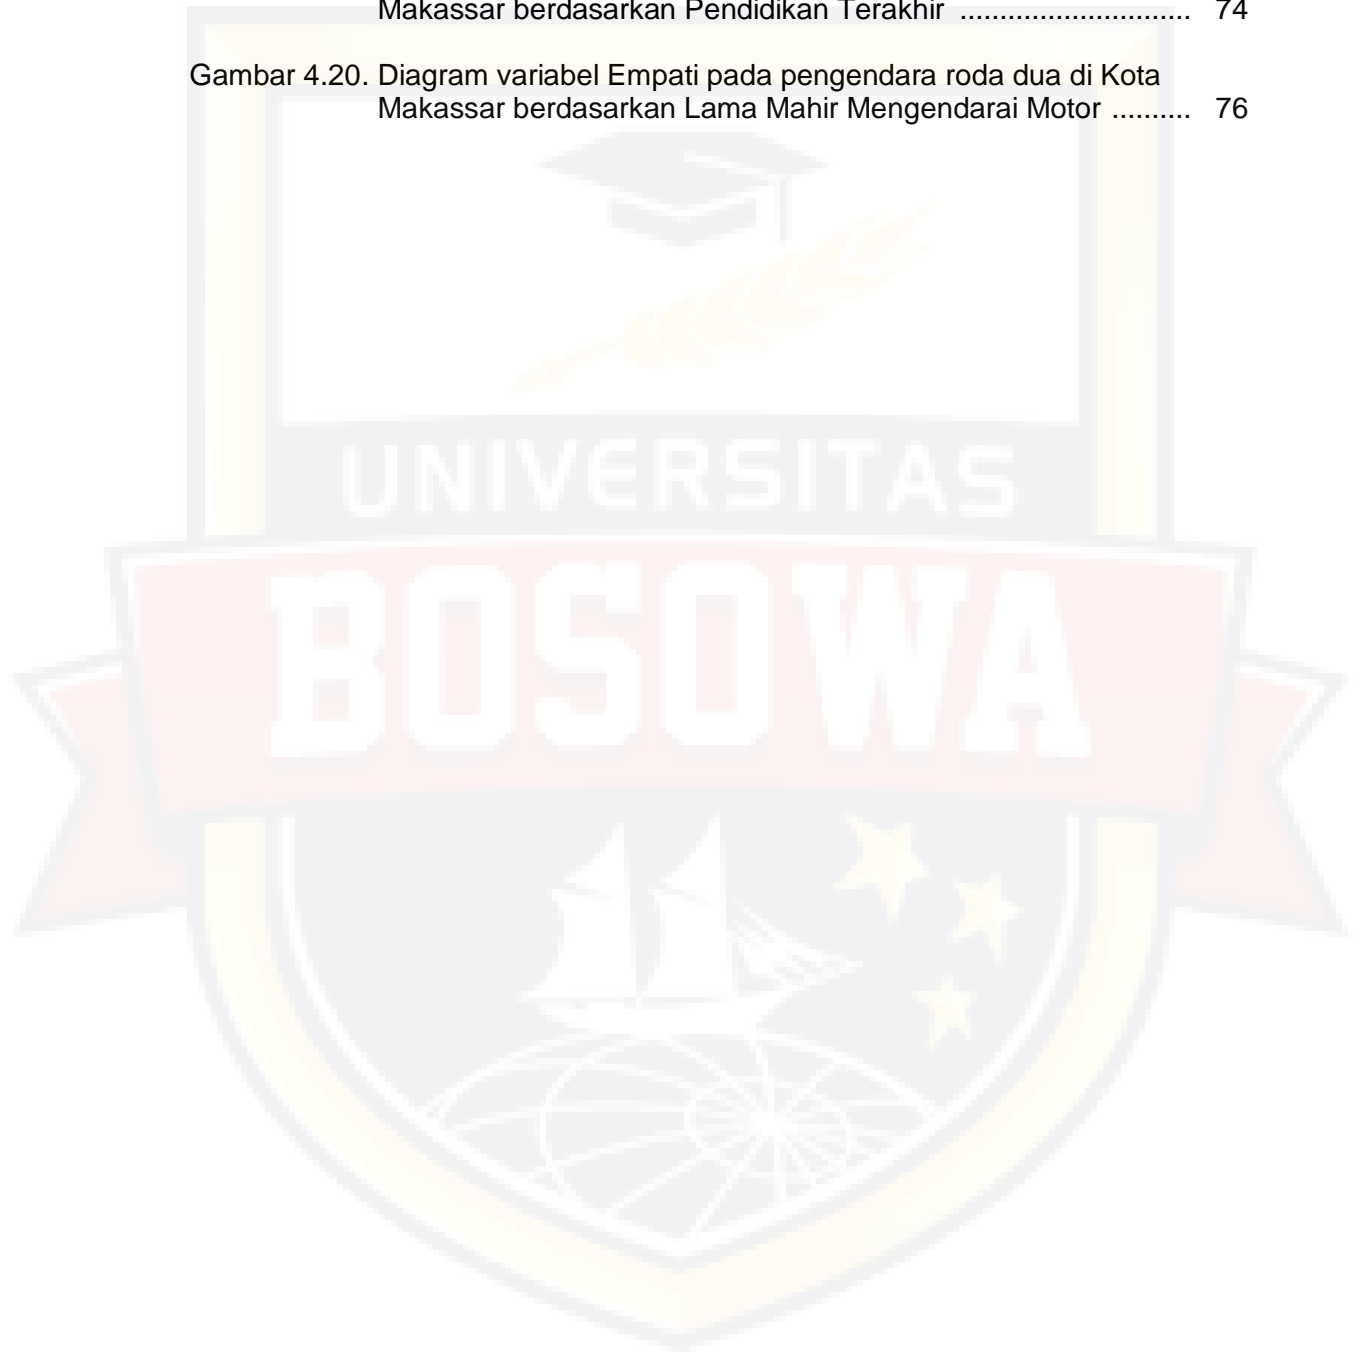 Makassar berdasarkan Pendidikan Terakhir ............................. 74
Gambar 4.20. Diagram variabel Empati pada pengendara roda dua di Kota
Makassar berdasarkan Lama Mahir Mengendarai Motor .......... 76
UNIVERSITAS
BOSOWA